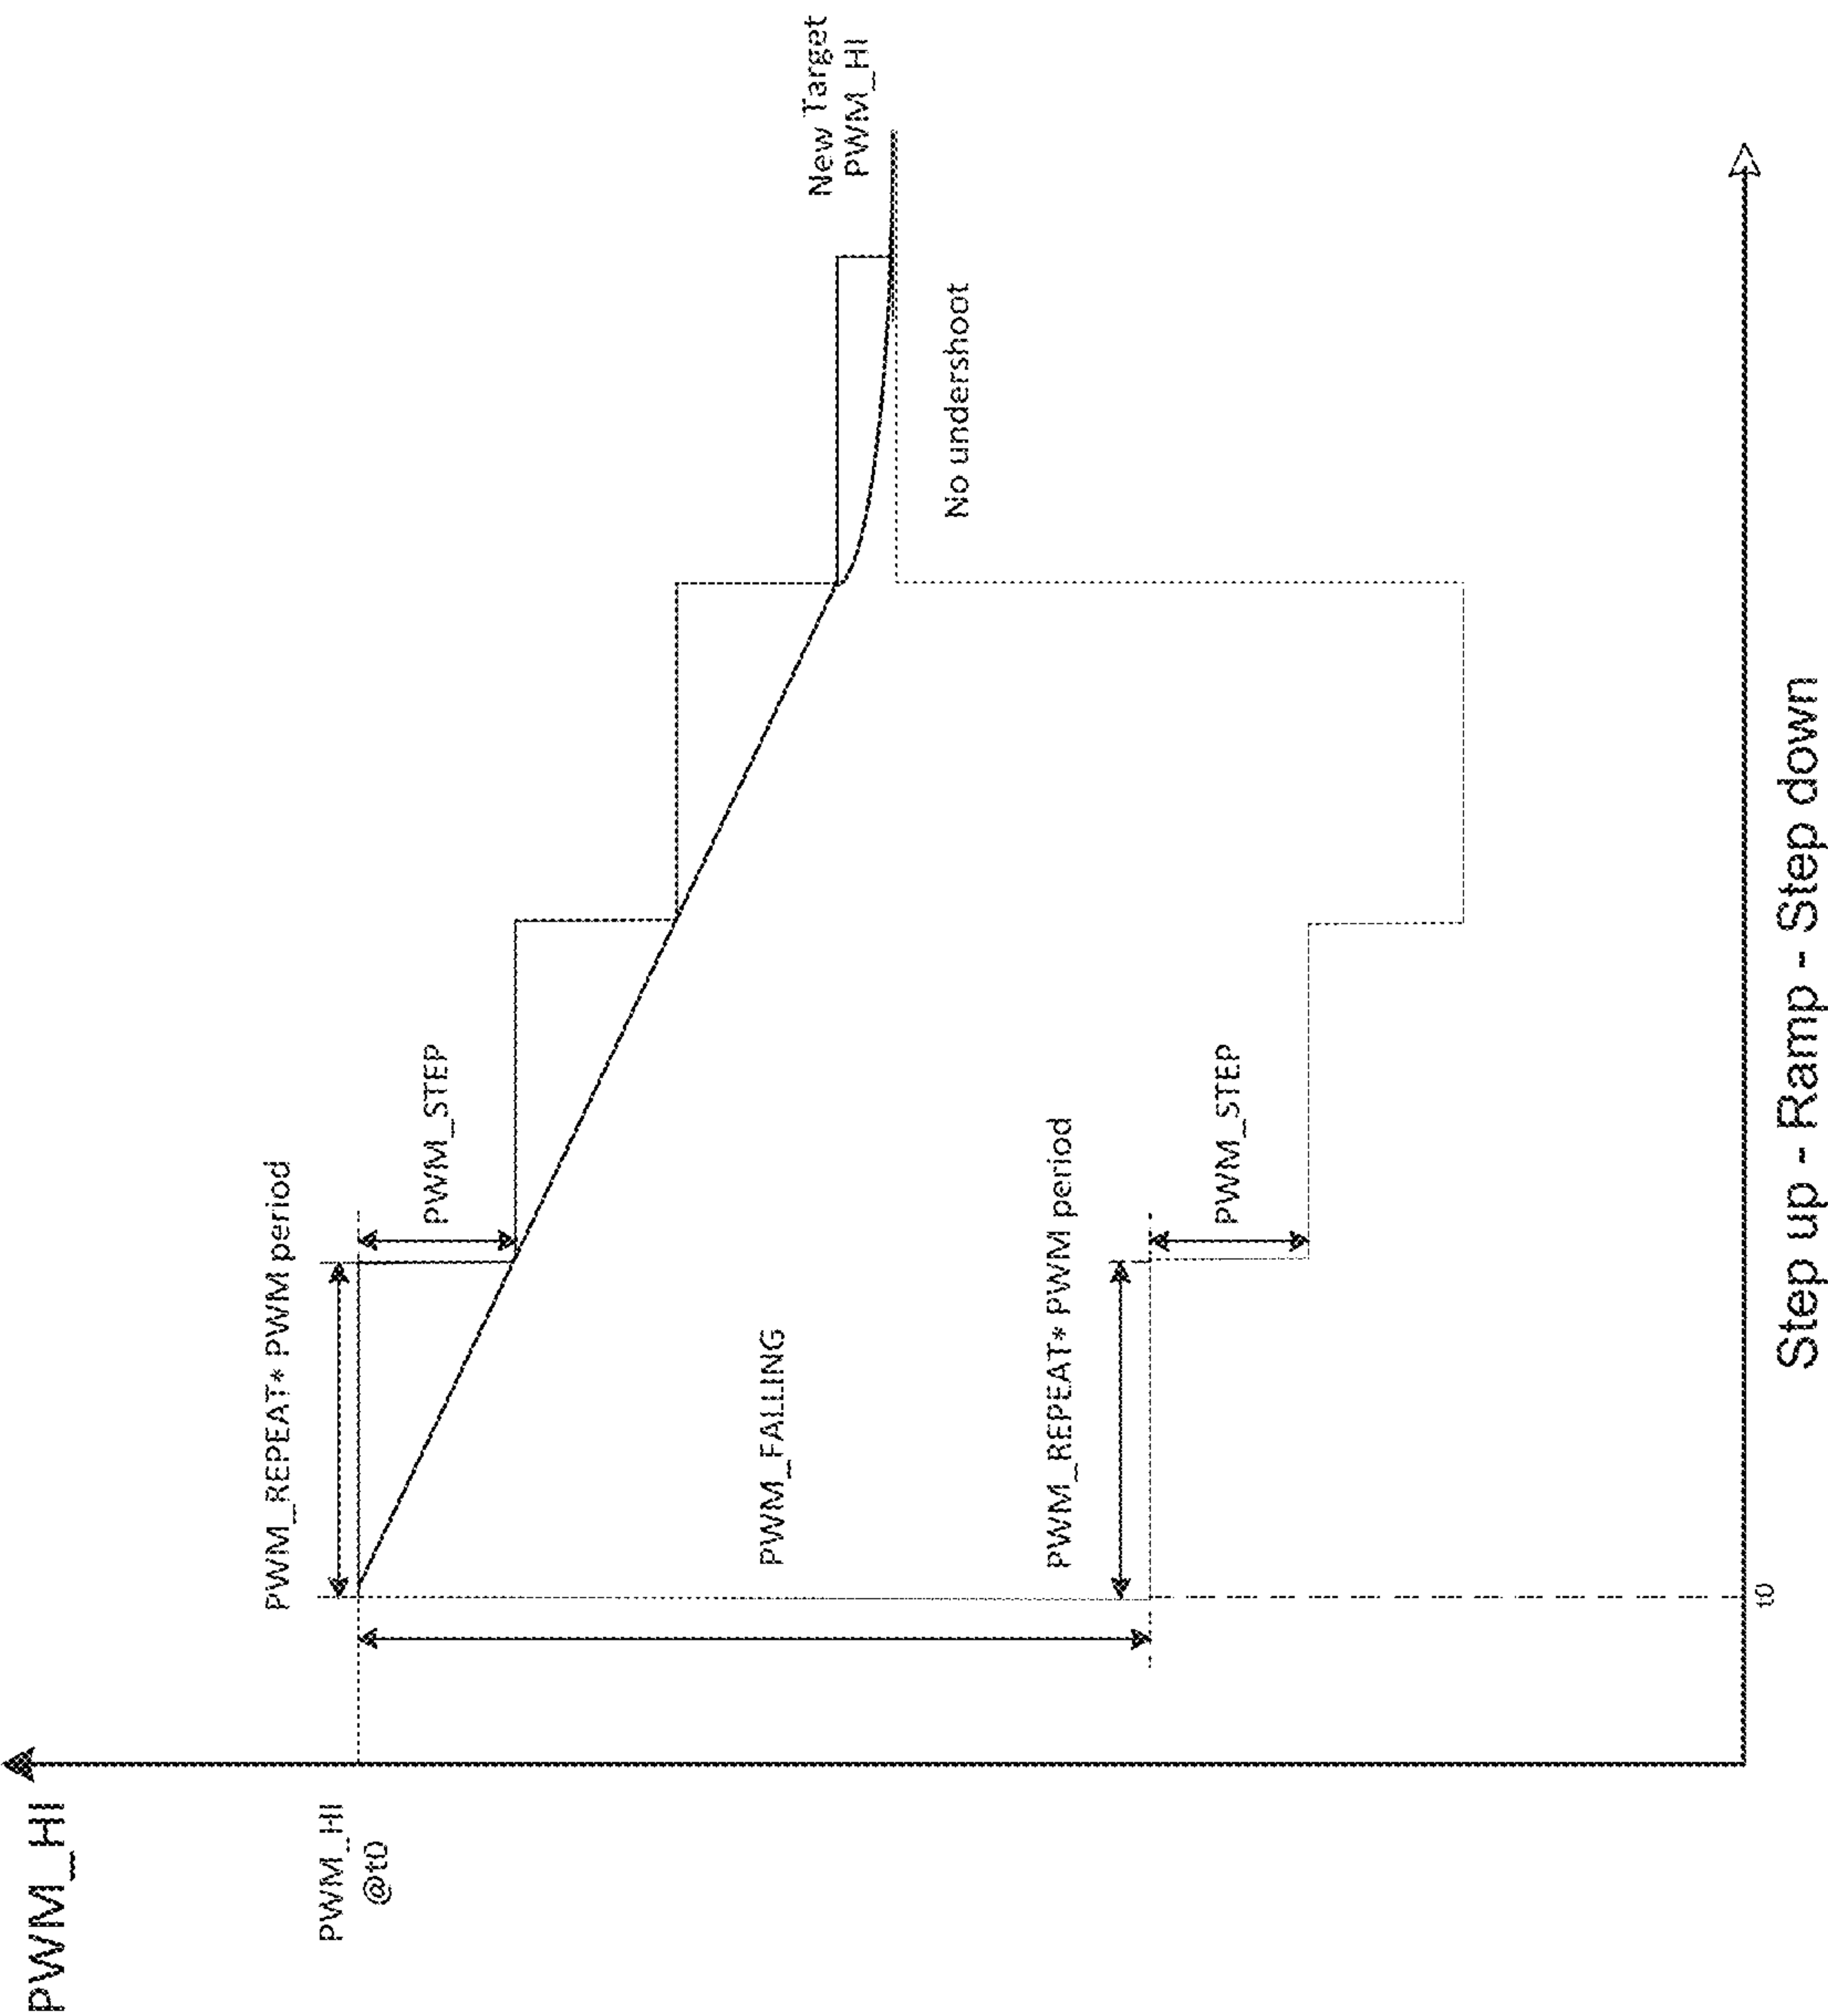 PWM_HI
PWM_HI
@t0
PWM_REPEAT* PWM period
PWM_STEP
PWM_FALLING
PWM_REPEAT* PWM period
PWM_STEP
New Target
PWM_HI
No undershoot
t0
Step up - Ramp - Step down